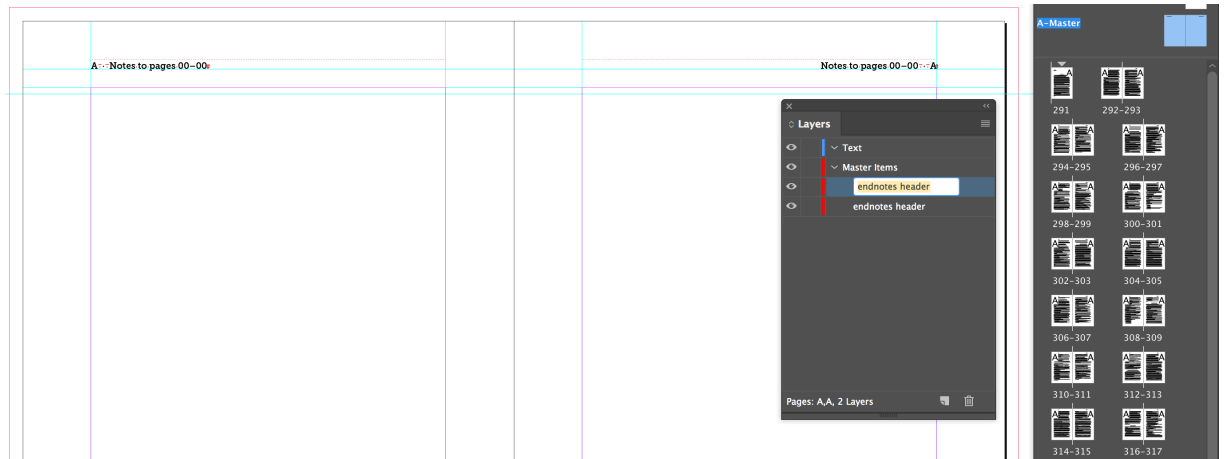 A-Master
A Notes to pages 00–00
Notes to pages 00–00 A
Layers
Text
Master Items
endnotes header
endnotes header
Pages: A,A, 2 Layers
A
A A
291 292-293
A A A A
294-295 296-297
A A A A
298-299 300-301
A A A A
302-303 304-305
A A A A
306-307 308-309
A A A A
310-311 312-313
A A A A
314-315 316-317